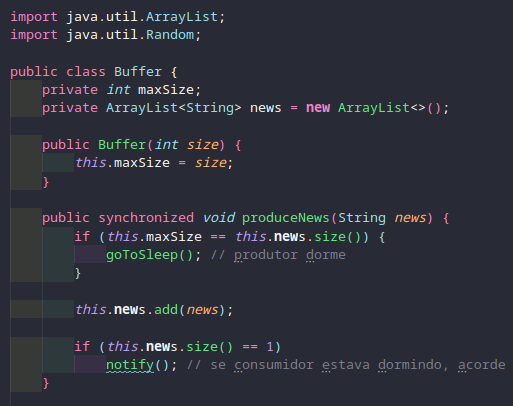 import java.util.ArrayList;
import java.util.Random;
public class Buffer {
private int maxSize;
private ArrayList<String> news = new ArrayList<>();
public Buffer(int size) {
this.maxSize = size;
}
public synchronized void produceNews(String news) {
if (this.maxSize == this.news.size()) {
goToSleep(); // produtor dorme
}
this.news.add(news);
if (this.news.size() == 1)
notify(); // se consumidor estava dormindo, acorde
}